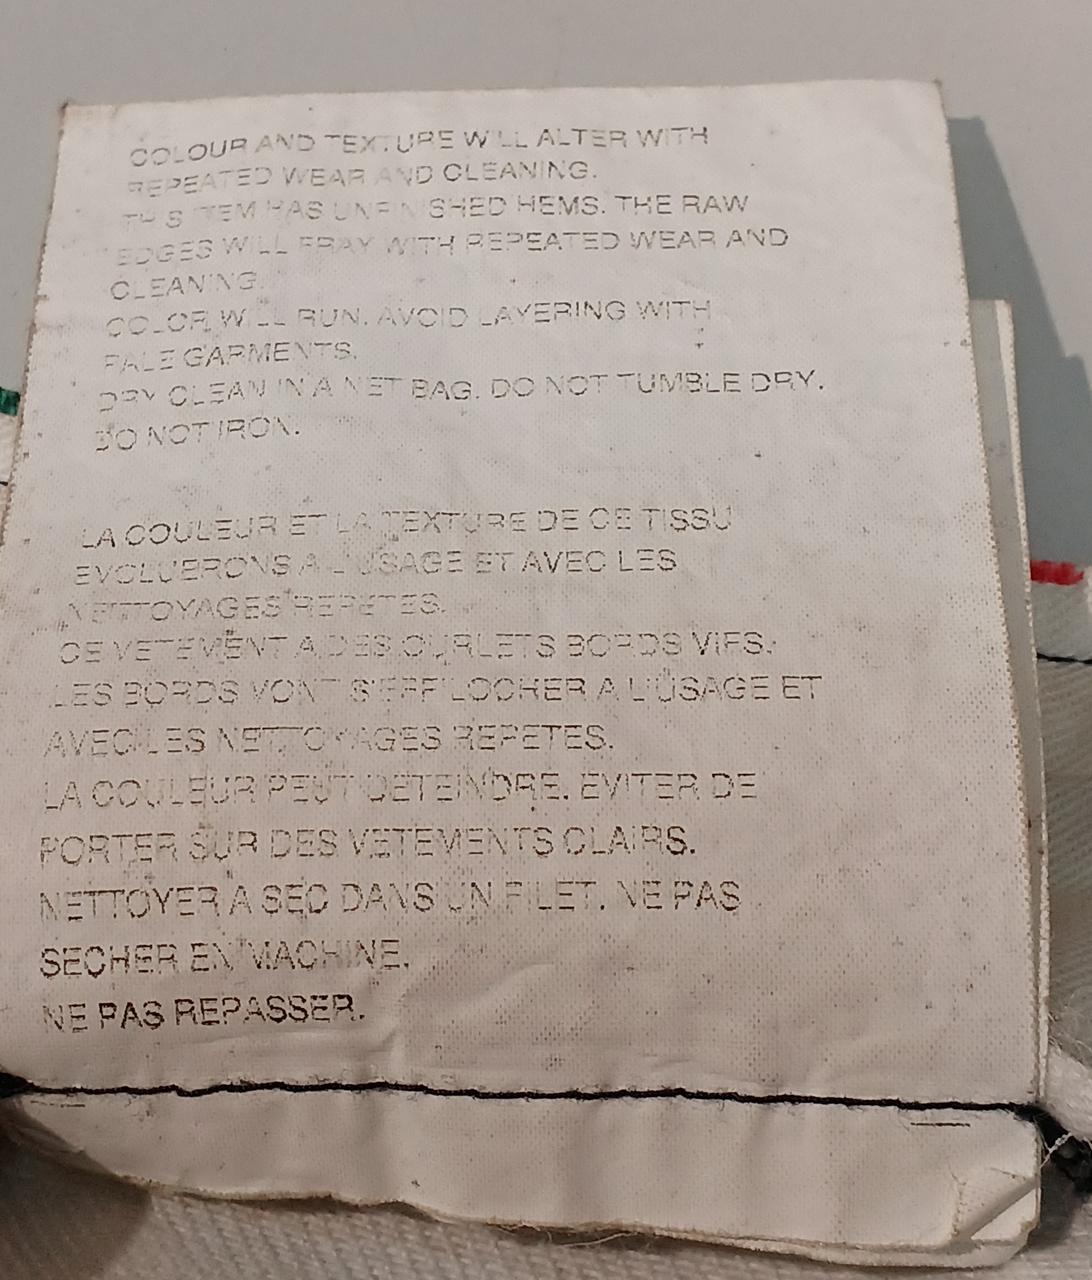 COLOUR AND TEXTURE WILL ALTER WITH
REPEATED WEAR AND CLEANING.
THIS ITEM HAS UNFINISHED HEMS. THE RAW
EDGES WILL FRAY WITH REPEATED WEAR AND
CLEANING.
COLOR WILL RUN. AVOID LAYERING WITH
PALE GARMENTS.
DRY CLEAN IN A NET BAG. DO NOT TUMBLE DRY.
DO NOT IRON.
LA COULEUR ET LA TEXTURE DE CE TISSU
EVOLUERONS A L'USAGE ET AVEC LES
NETTOYAGES REPETES.
CE VETEMENT A DES OURLETS BORDS VIFS.
LES BORDS VONT S'EFFILOCHER A L'USAGE ET
AVEC LES NETTOYAGES REPETES.
LA COULEUR PEUT DETEINDRE. EVITER DE
PORTER SUR DES VETEMENTS CLAIRS.
NETTOYER A SEC DANS UN FILET. NE PAS
SECHER EN MACHINE.
NE PAS REPASSER.